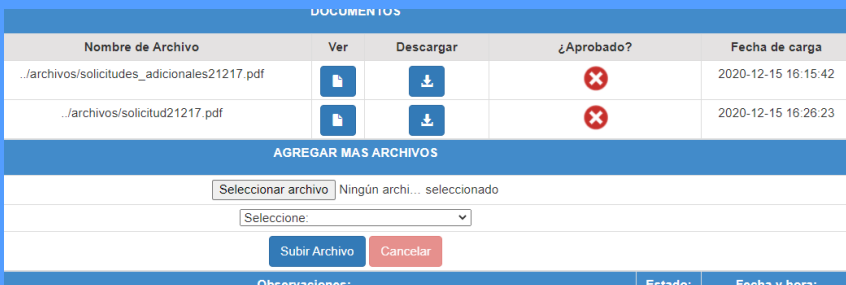 DOCUMENTOS
Nombre de Archivo Ver Descargar ¿Aprobado? Fecha de carga
../archivos/solicitudes_adicionales21217.pdf 2020-12-15 16:15:42
../archivos/solicitud21217.pdf 2020-12-15 16:26:23
AGREGAR MAS ARCHIVOS
Seleccionar archivo Ningún archi... seleccionado
Seleccione:
Subir Archivo Cancelar
Observaciones: Estado: Fecha y hora: